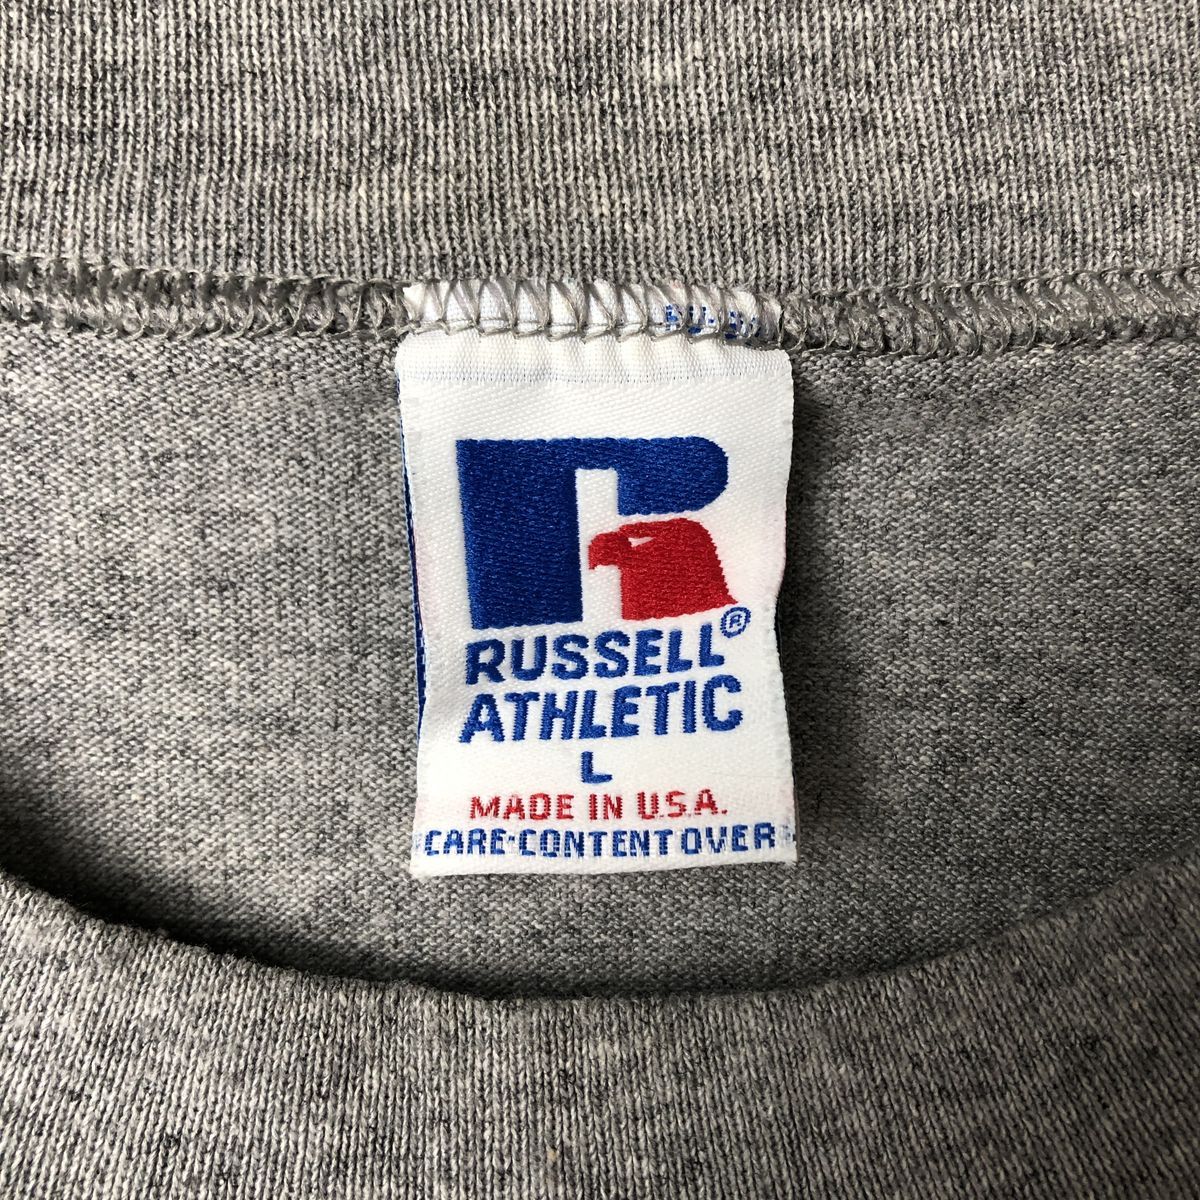 R
RUSSELL®
ATHLETIC
L
MADE IN U.S.A.
CARE·CONTENT OVER